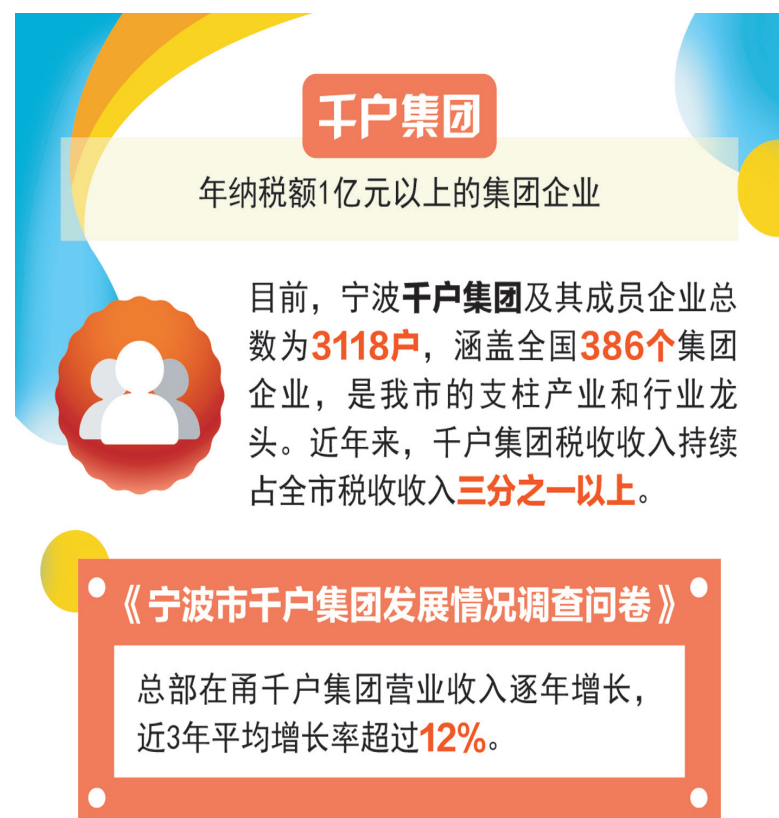 千户集团
年纳税额1亿元以上的集团企业
目前，宁波千户集团及其成员企业总
数为3118户，涵盖全国386个集团
企业，是我市的支柱产业和行业龙
头。近年来，千户集团税收收入持续
占全市税收收入三分之一以上。
《宁波市千户集团发展情况调查问卷》
总部在甬千户集团营业收入逐年增长，
近3年平均增长率超过12%。